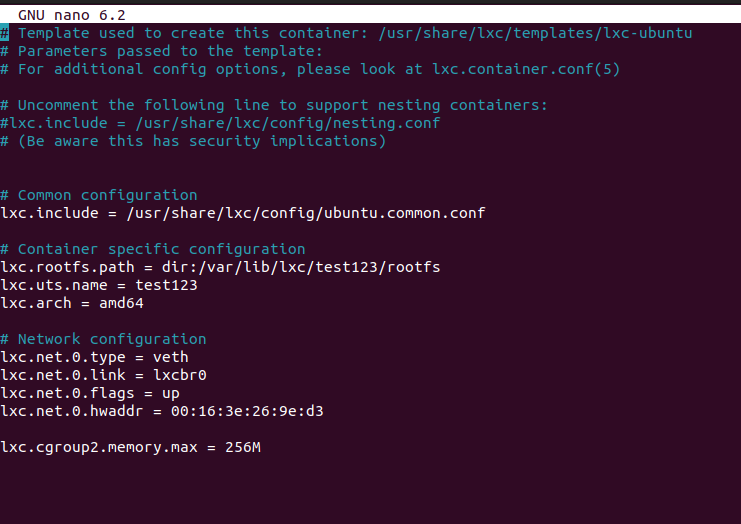 GNU nano 6.2
# Template used to create this container: /usr/share/lxc/templates/lxc-ubuntu
# Parameters passed to the template:
# For additional config options, please look at lxc.container.conf(5)
# Uncomment the following line to support nesting containers:
#lxc.include = /usr/share/lxc/config/nesting.conf
# (Be aware this has security implications)
# Common configuration
lxc.include = /usr/share/lxc/config/ubuntu.common.conf
# Container specific configuration
lxc.rootfs.path = dir:/var/lib/lxc/test123/rootfs
lxc.uts.name = test123
lxc.arch = amd64
# Network configuration
lxc.net.0.type = veth
lxc.net.0.link = lxcbr0
lxc.net.0.flags = up
lxc.net.0.hwaddr = 00:16:3e:26:9e:d3
lxc.cgroup2.memory.max = 256M